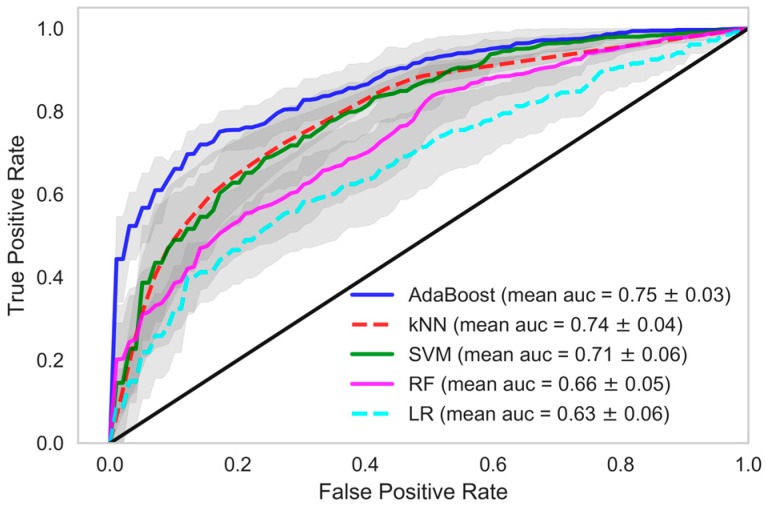 1.0
0.8
0.6
0.4
0.2
0.0
True Positive Rate
AdaBoost (mean auc = 0.75 ± 0.03)
kNN (mean auc = 0.74 ± 0.04)
SVM (mean auc = 0.71 ± 0.06)
RF (mean auc = 0.66 ± 0.05)
LR (mean auc = 0.63 ± 0.06)
0.0 0.2 0.4 0.6 0.8 1.0
False Positive Rate